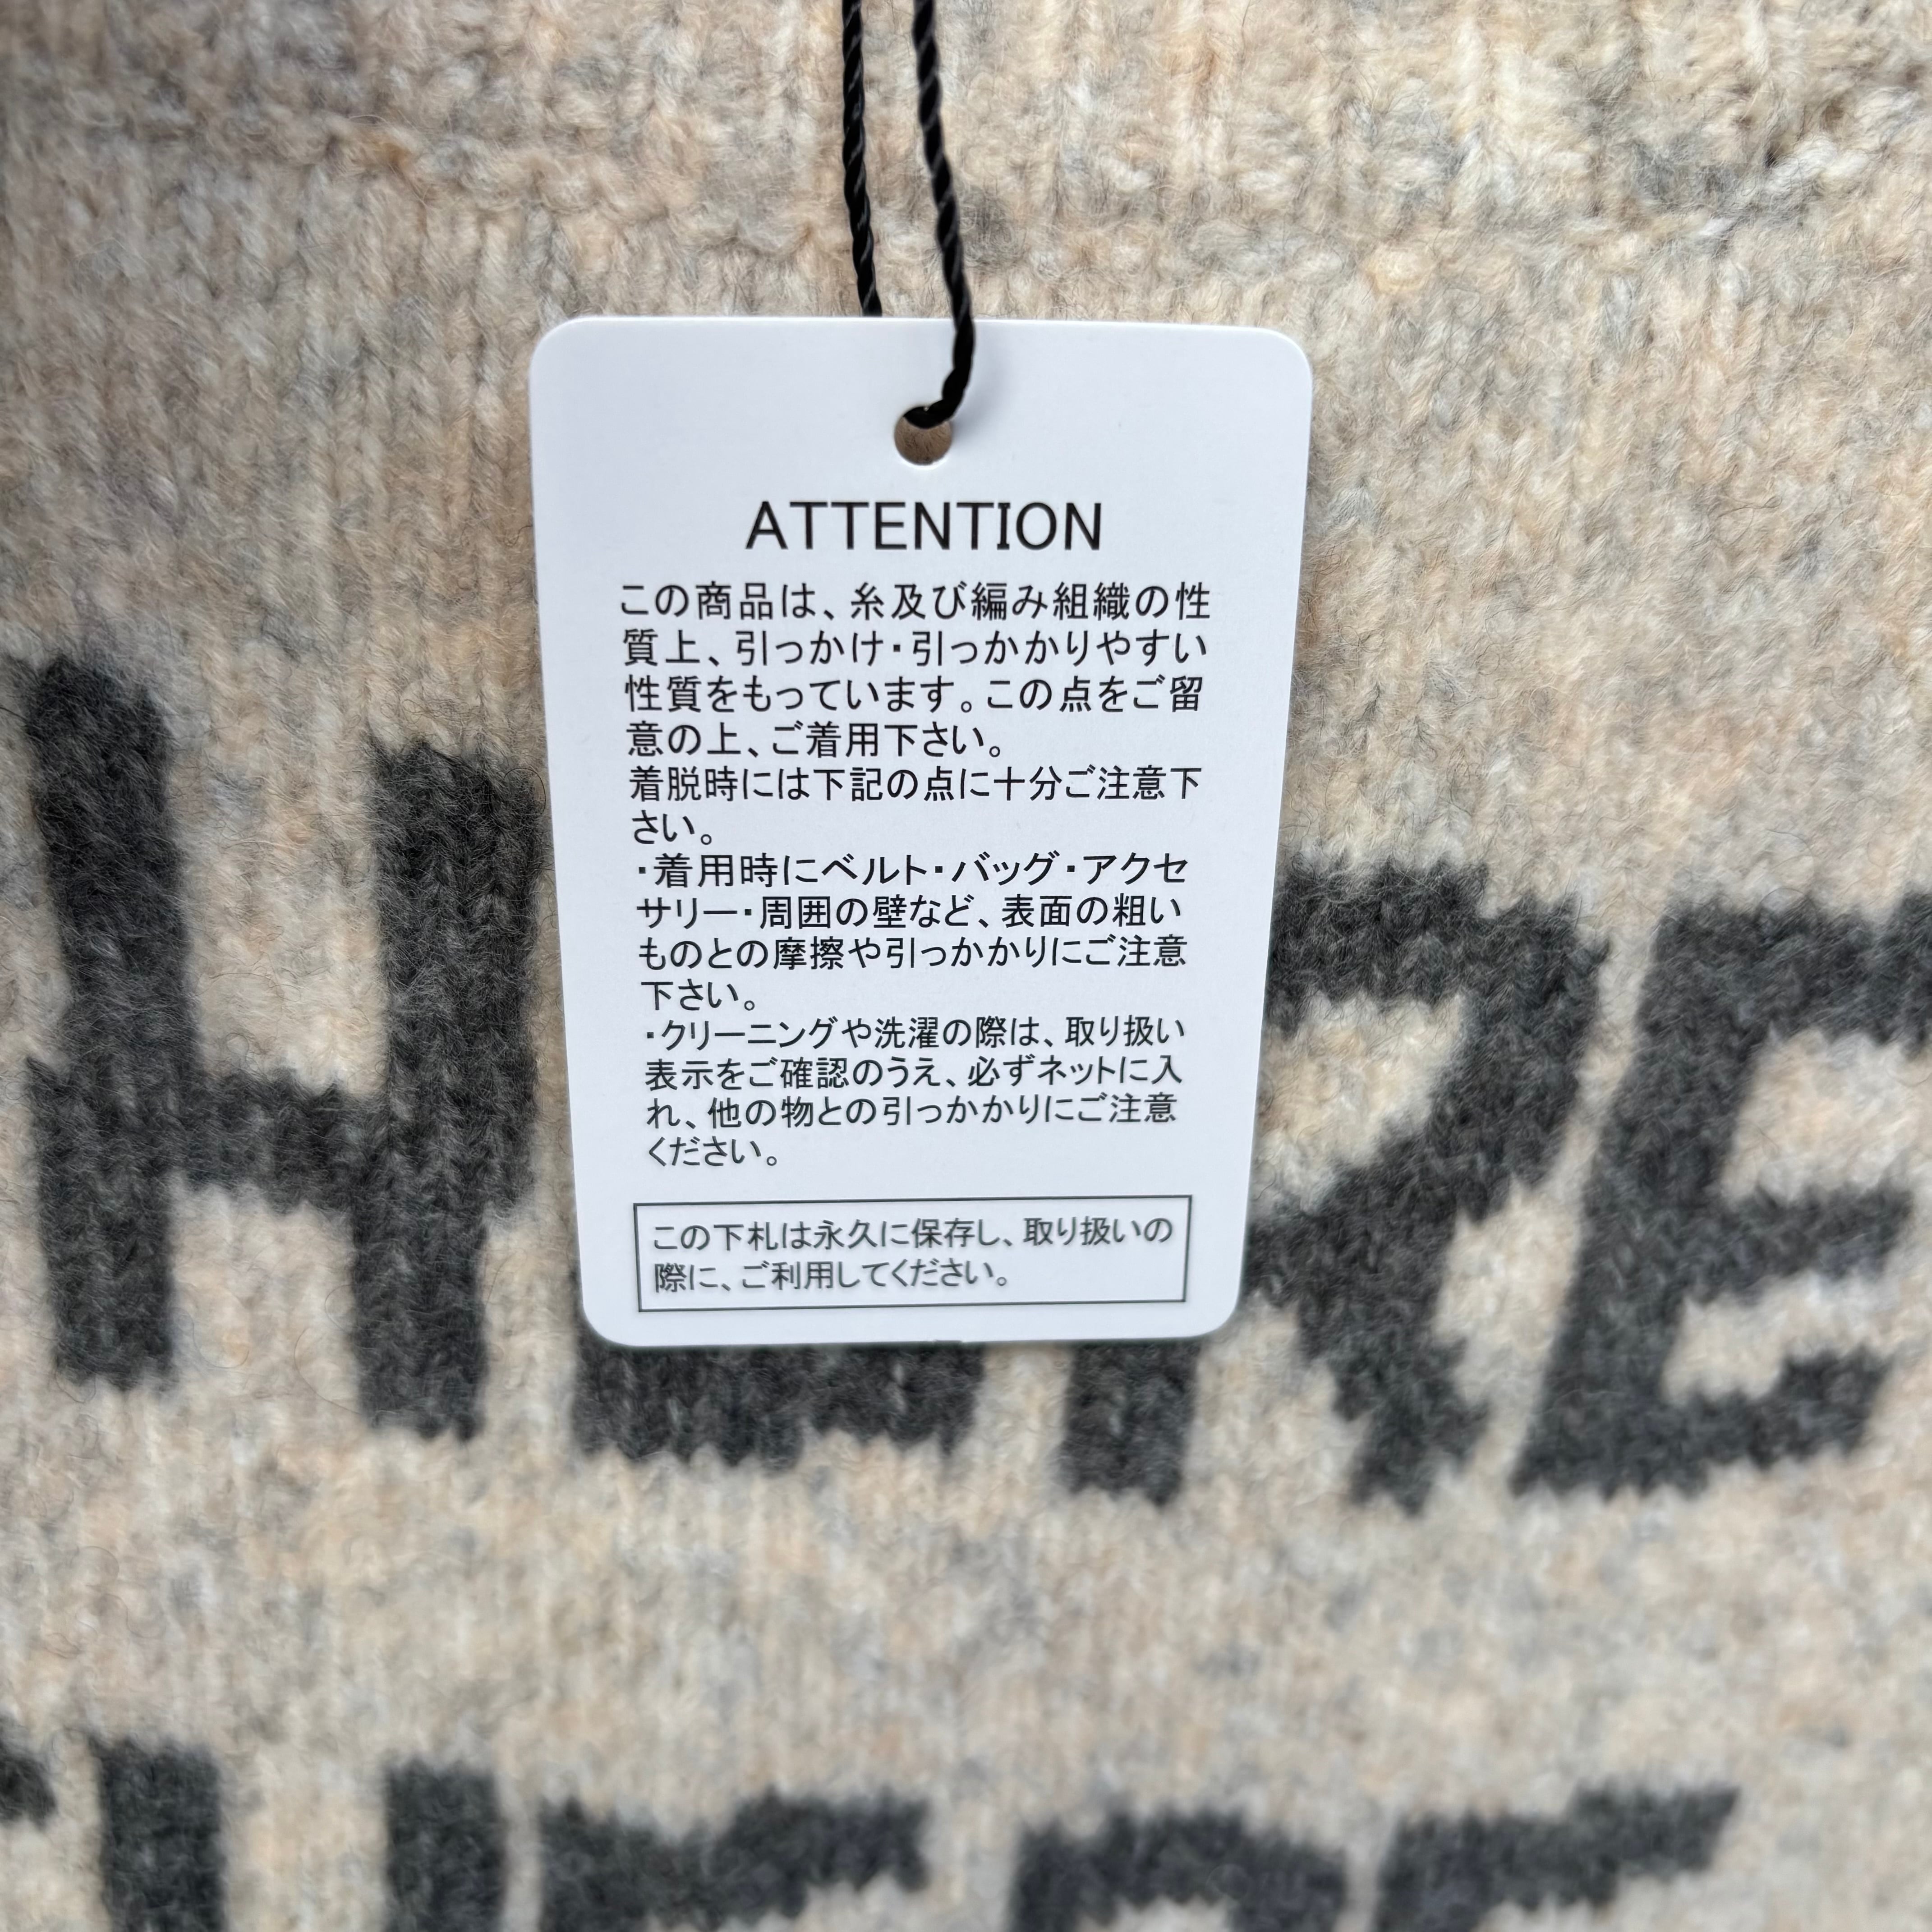 ATTENTION
この商品は、糸及び編み組織の性
質上、引っかけ・引っかかりやすい
性質をもっています。この点をご留
意の上、ご着用下さい。
着脱時には下記の点に十分ご注意下
さい。
・着用時にベルト・バッグ・アクセ
サリー・周囲の壁など、表面の粗い
ものとの摩擦や引っかかりにご注意
下さい。
・クリーニングや洗濯の際は、取り扱い
表示をご確認のうえ、必ずネットに入
れ、他の物との引っかかりにご注意
ください。
この下札は永久に保存し、取り扱いの
際に、ご利用してください。